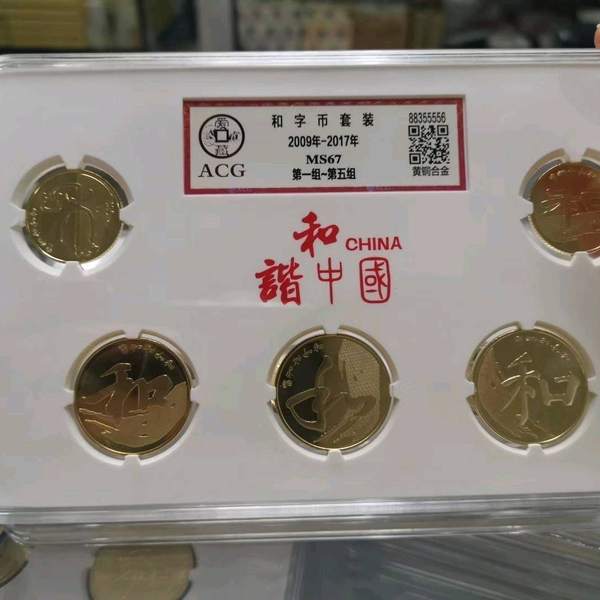 和字币套装
2009年-2017年
MS67
第一组~第五组
ACG
88355556
黄铜合金
和 CHINA
諧中國
和